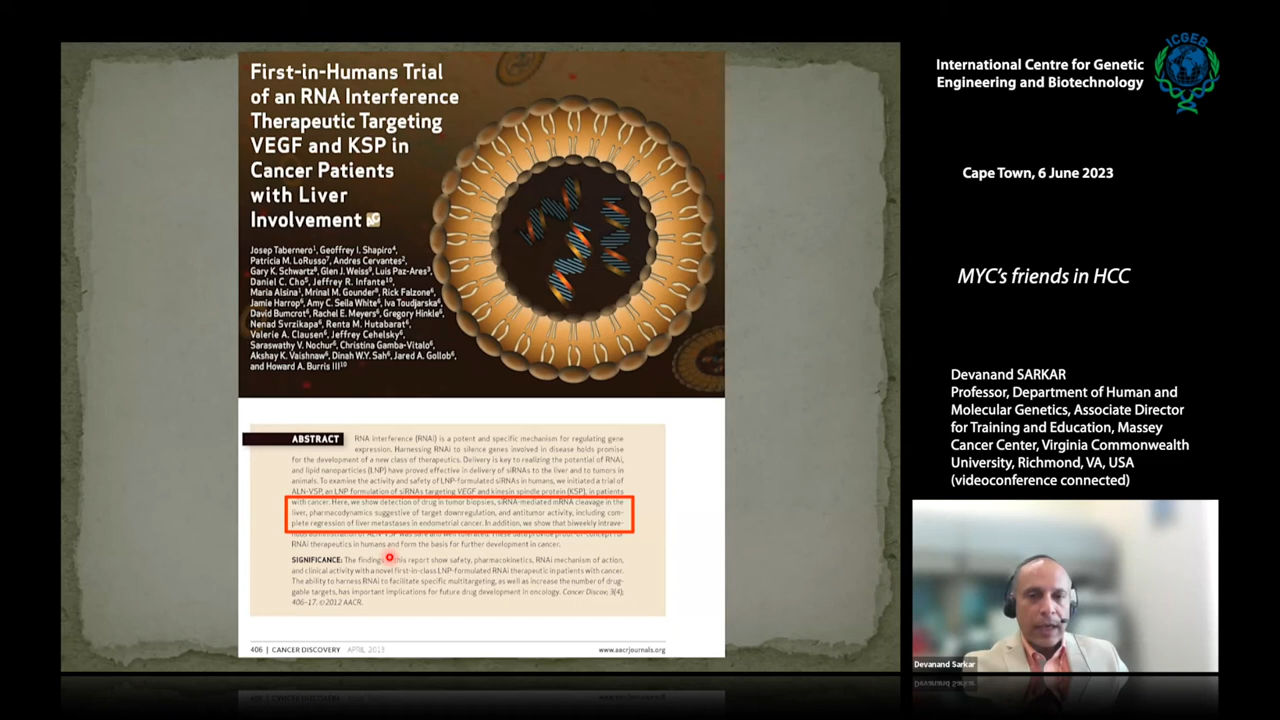 First-in-Humans Trial
of an RNA Interference
Therapeutic Targeting
VEGF and KSP in
Cancer Patients
with Liver
Involvement
Josep Tabernero¹, Geoffrey I. Shapiro⁴,
Patricia M. LoRusso⁷, Andres Cervantes²,
Gary K. Schwartz⁸, Glen J. Weiss⁹, Luis Paz-Ares³,
Daniel C. Cho⁵, Jeffrey R. Infante¹⁰,
Maria Alsina¹, Mrinal M. Gounder⁸, Rick Falzone⁶,
Jamie Harrop⁶, Amy C. Seila White⁶, Iva Toudjarska⁶,
David Bumcrot⁶, Rachel E. Meyers⁶, Gregory Hinkle⁶,
Nenad Svrzikapa⁶, Renta M. Hutabarat⁶,
Valerie A. Clausen⁶, Jeffrey Cehelsky⁶,
Saraswathy V. Nochur⁶, Christina Gamba-Vitalo⁶,
Akshay K. Vaishnaw⁶, Dinah W.Y. Sah⁶, Jared A. Gollob⁶,
and Howard A. Burris III¹⁰
ABSTRACT
RNA interference (RNAi) is a potent and specific mechanism for regulating gene
expression. Harnessing RNAi to silence genes involved in disease holds promise
for the development of a new class of therapeutics. Delivery is key to realizing the potential of RNAi,
and lipid nanoparticles (LNP) have proved effective in delivery of siRNAs to the liver and to tumors in
animals. To examine the activity and safety of LNP-formulated siRNAs in humans, we initiated a trial of
ALN-VSP, an LNP formulation of siRNAs targeting VEGF and kinesin spindle protein (KSP), in patients
with cancer. Here, we show detection of drug in tumor biopsies, siRNA-mediated mRNA cleavage in the
liver, pharmacodynamics suggestive of target downregulation, and antitumor activity, including com-
plete regression of liver metastases in endometrial cancer. In addition, we show that biweekly intrave-
nous administration of ALN-VSP was safe and well tolerated. These data provide proof-of-concept for
RNAi therapeutics in humans and form the basis for further development in cancer.
SIGNIFICANCE: The findings this report show safety, pharmacokinetics, RNAi mechanism of action,
and clinical activity with a novel first-in-class LNP-formulated RNAi therapeutic in patients with cancer.
The ability to harness RNAi to facilitate specific multitargeting, as well as increase the number of drug-
gable targets, has important implications for future drug development in oncology. Cancer Discov; 3(4);
406–17. ©2012 AACR.
406 | CANCER DISCOVERY APRIL 2013
www.aacrjournals.org
ICGEB
International Centre for Genetic
Engineering and Biotechnology
Cape Town, 6 June 2023
MYC's friends in HCC
Devanand SARKAR
Professor, Department of Human and
Molecular Genetics, Associate Director
for Training and Education, Massey
Cancer Center, Virginia Commonwealth
University, Richmond, VA, USA
(videoconference connected)
Devanand Sarkar